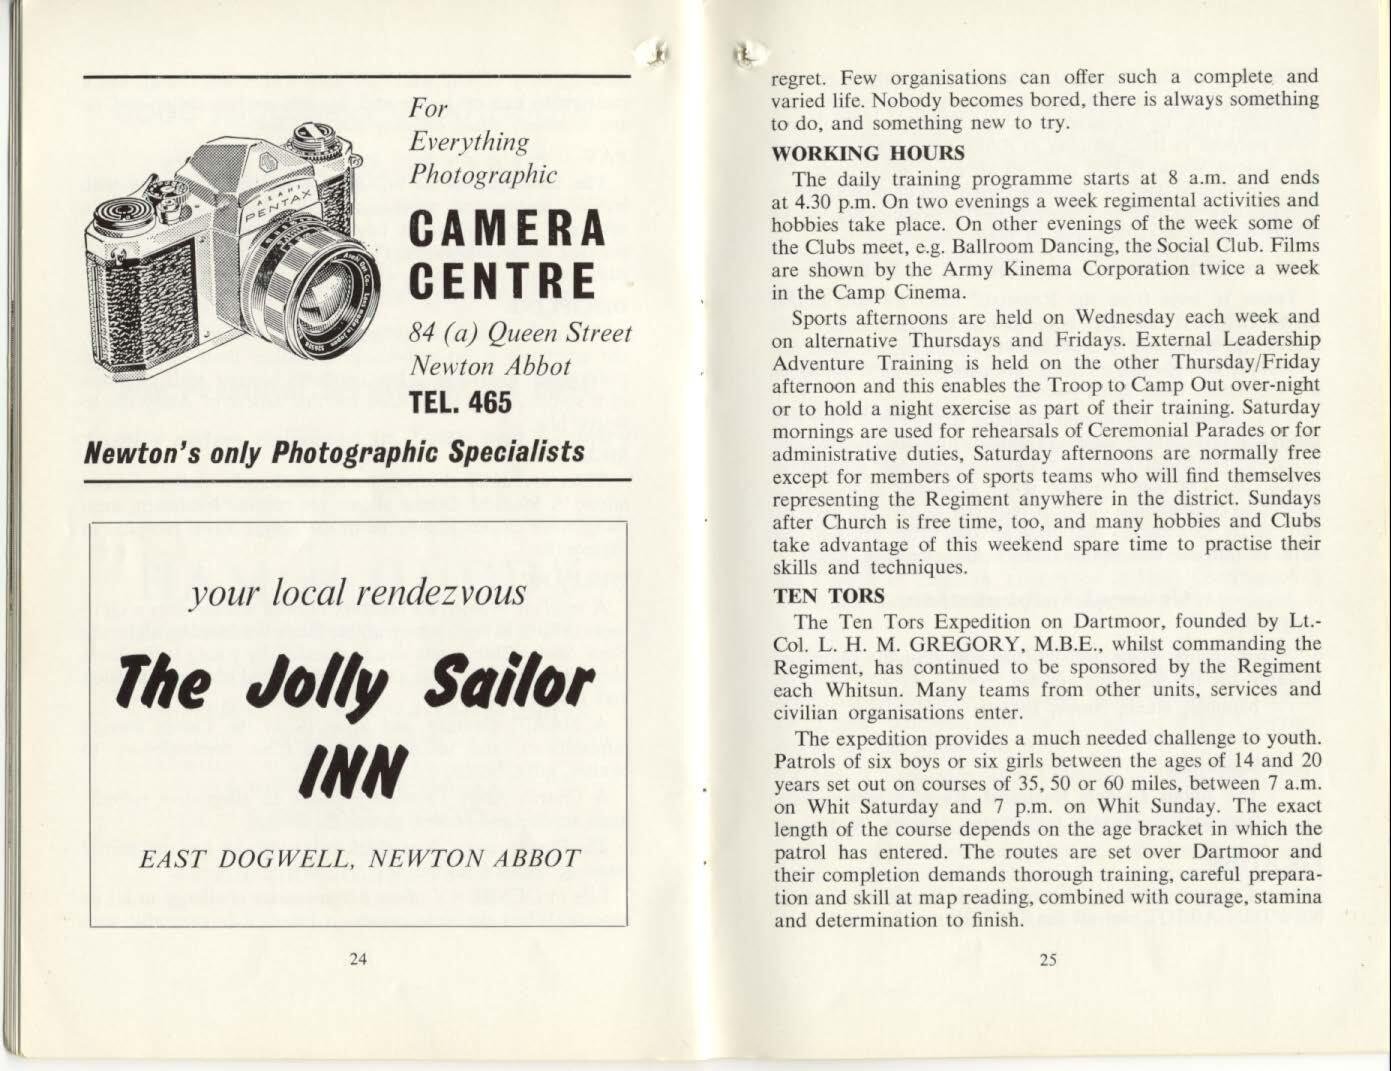 For
Everything
Photographic
CAMERA
CENTRE
84 (a) Queen Street
Newton Abbot
TEL. 465
ASAHI
PENTAX
Newton's only Photographic Specialists
your local rendezvous
The Jolly Sailor
INN
EAST DOGWELL, NEWTON ABBOT
24
regret. Few organisations can offer such a complete and
varied life. Nobody becomes bored, there is always something
to do, and something new to try.
WORKING HOURS
The daily training programme starts at 8 a.m. and ends
at 4.30 p.m. On two evenings a week regimental activities and
hobbies take place. On other evenings of the week some of
the Clubs meet, e.g. Ballroom Dancing, the Social Club. Films
are shown by the Army Kinema Corporation twice a week
in the Camp Cinema.
Sports afternoons are held on Wednesday each week and
on alternative Thursdays and Fridays. External Leadership
Adventure Training is held on the other Thursday/Friday
afternoon and this enables the Troop to Camp Out over-night
or to hold a night exercise as part of their training. Saturday
mornings are used for rehearsals of Ceremonial Parades or for
administrative duties, Saturday afternoons are normally free
except for members of sports teams who will find themselves
representing the Regiment anywhere in the district. Sundays
after Church is free time, too, and many hobbies and Clubs
take advantage of this weekend spare time to practise their
skills and techniques.
TEN TORS
The Ten Tors Expedition on Dartmoor, founded by Lt.-
Col. L. H. M. GREGORY, M.B.E., whilst commanding the
Regiment, has continued to be sponsored by the Regiment
each Whitsun. Many teams from other units, services and
civilian organisations enter.
The expedition provides a much needed challenge to youth.
Patrols of six boys or six girls between the ages of 14 and 20
years set out on courses of 35, 50 or 60 miles, between 7 a.m.
on Whit Saturday and 7 p.m. on Whit Sunday. The exact
length of the course depends on the age bracket in which the
patrol has entered. The routes are set over Dartmoor and
their completion demands thorough training, careful prepara-
tion and skill at map reading, combined with courage, stamina
and determination to finish.
25